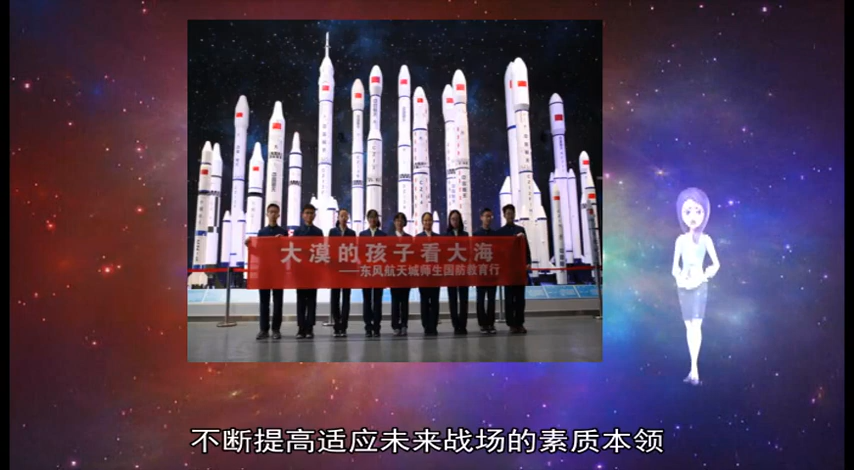 大漠的孩子看大海
——东风航天城师生国防教育行
不断提高适应未来战场的素质本领